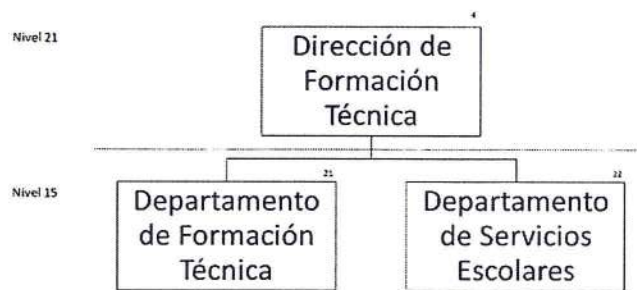 4
Nivel 21
Dirección de
Formación
Técnica
Nivel 15
21
22
Departamento
de Formación
Técnica
Departamento
de Servicios
Escolares